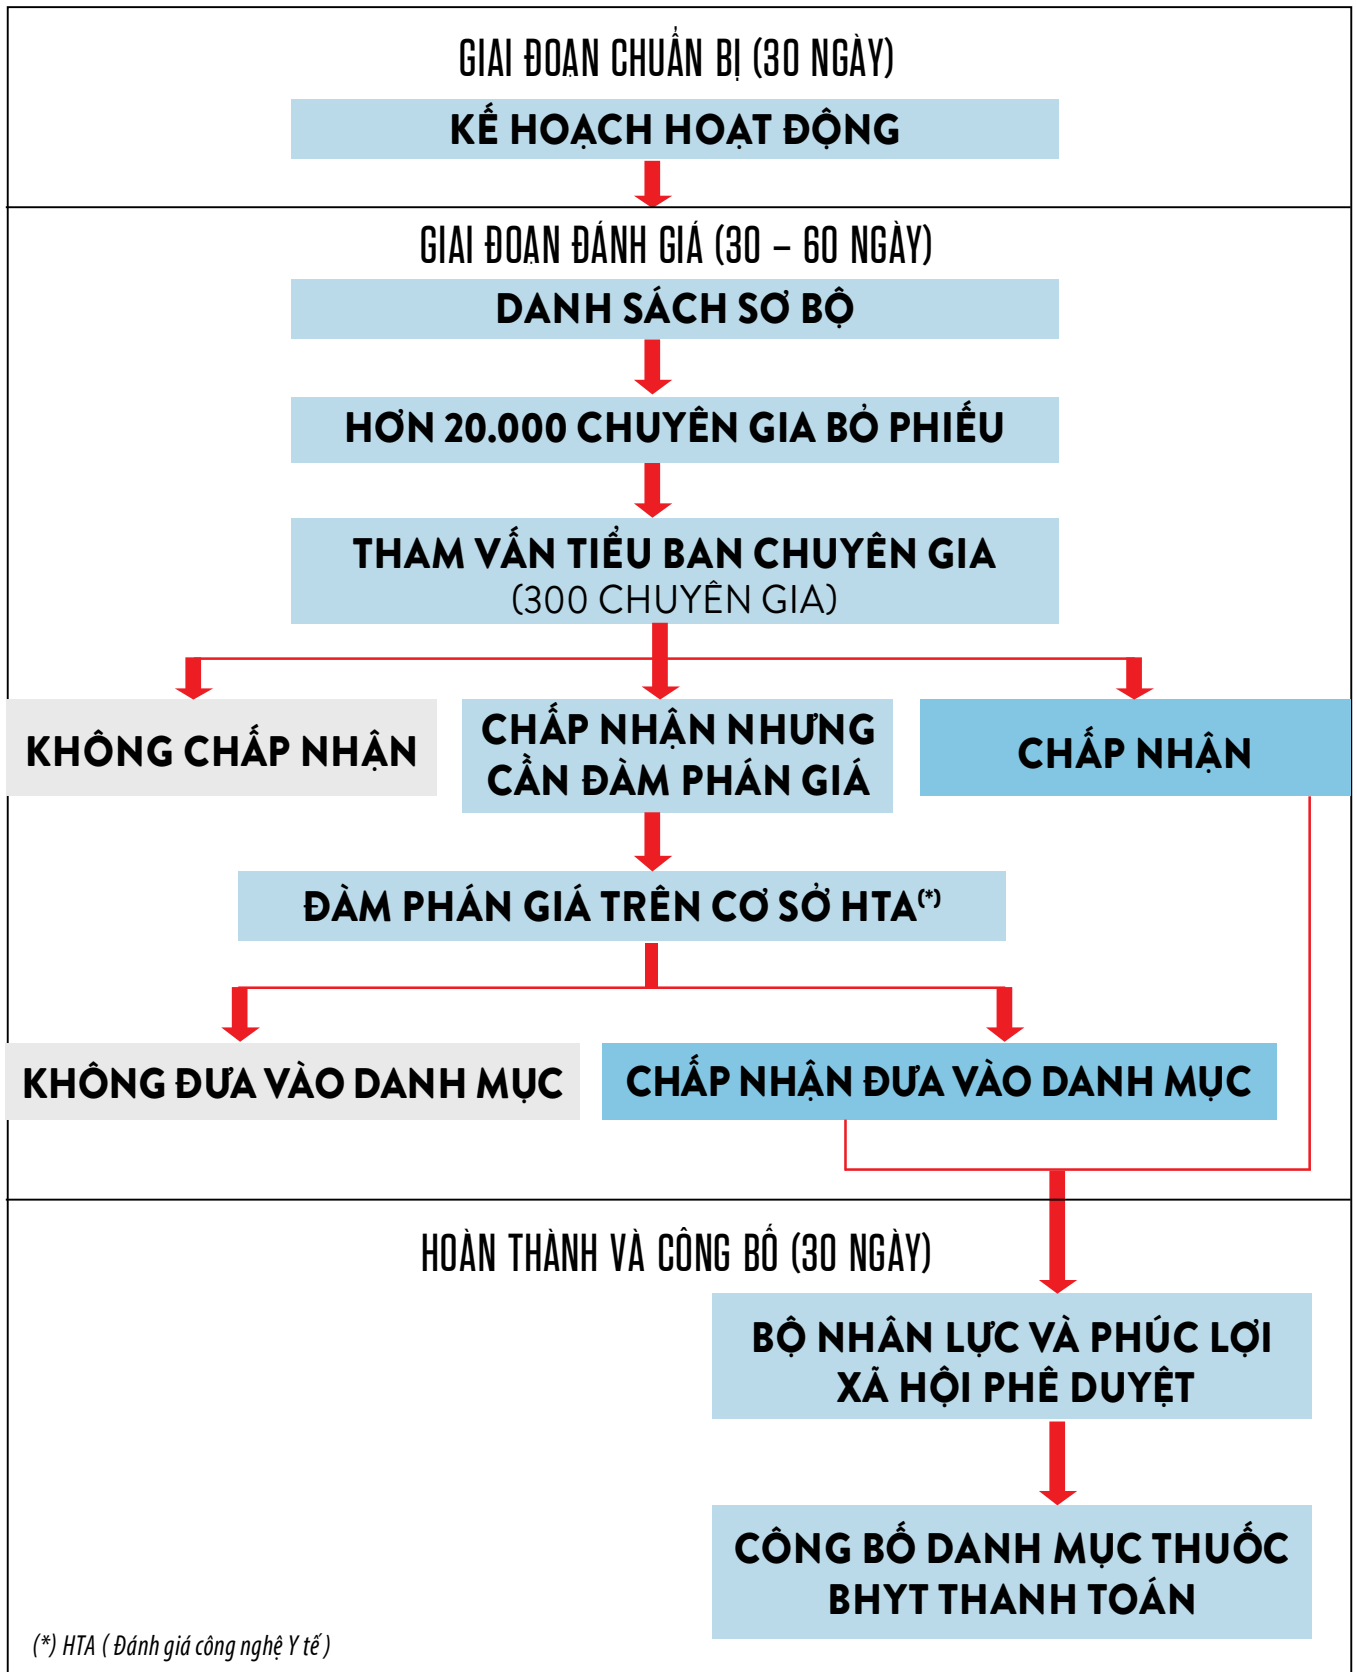 GIAI ĐOẠN CHUẨN BỊ (30 NGÀY)
KẾ HOẠCH HOẠT ĐỘNG
GIAI ĐOẠN ĐÁNH GIÁ (30 – 60 NGÀY)
DANH SÁCH SƠ BỘ
HƠN 20.000 CHUYÊN GIA BỎ PHIẾU
THAM VẤN TIỂU BAN CHUYÊN GIA
(300 CHUYÊN GIA)
KHÔNG CHẤP NHẬN
CHẤP NHẬN NHƯNG
CẦN ĐÀM PHÁN GIÁ
CHẤP NHẬN
ĐÀM PHÁN GIÁ TRÊN CƠ SỞ HTA(*)
KHÔNG ĐƯA VÀO DANH MỤC
CHẤP NHẬN ĐƯA VÀO DANH MỤC
HOÀN THÀNH VÀ CÔNG BỐ (30 NGÀY)
BỘ NHÂN LỰC VÀ PHÚC LỢI
XÃ HỘI PHÊ DUYỆT
CÔNG BỐ DANH MỤC THUỐC
BHYT THANH TOÁN
(*) HTA ( Đánh giá công nghệ Y tế )